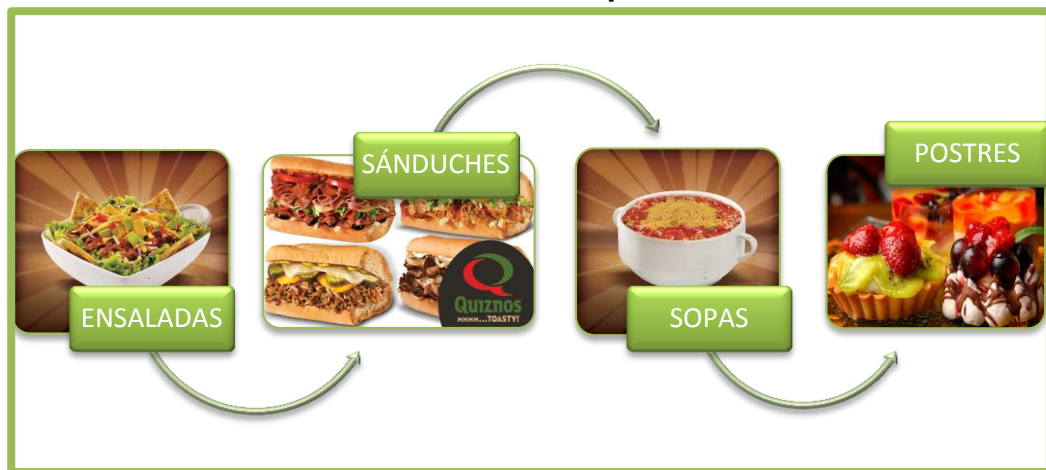 ENSALADAS
SÁNDUCHES
QUIZNOS
MMMM...TOASTY!
SOPAS
POSTRES